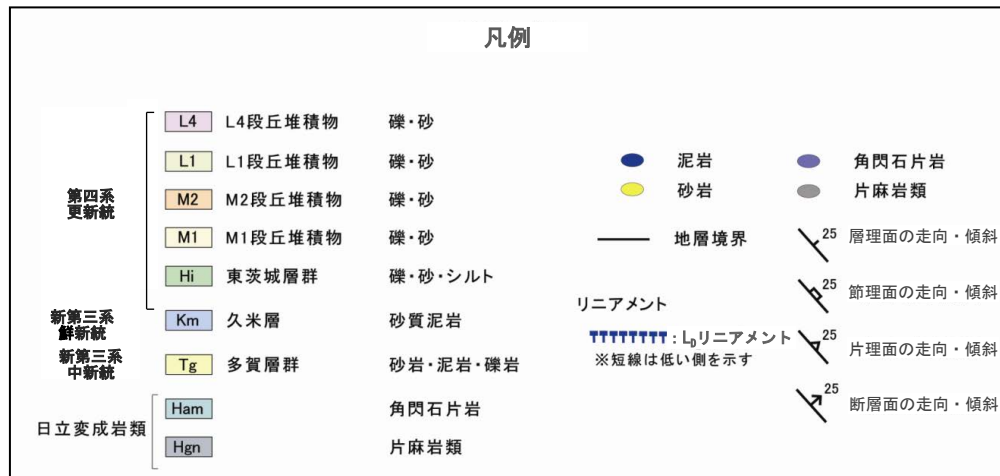 凡例
第四系
更新統
L4 L4段丘堆積物 礫・砂
L1 L1段丘堆積物 礫・砂
M2 M2段丘堆積物 礫・砂
M1 M1段丘堆積物 礫・砂
Hi 東茨城層群 礫・砂・シルト
新第三系
鮮新統
Km 久米層 砂質泥岩
新第三系
中新統
Tg 多賀層群 砂岩・泥岩・礫岩
日立変成岩類
Ham 角閃石片岩
Hgn 片麻岩類
泥岩
砂岩
地層境界
リニアメント
: LDリニアメント
※短線は低い側を示す
角閃石片岩
片麻岩類
25 層理面の走向・傾斜
25 節理面の走向・傾斜
25 片理面の走向・傾斜
25 断層面の走向・傾斜